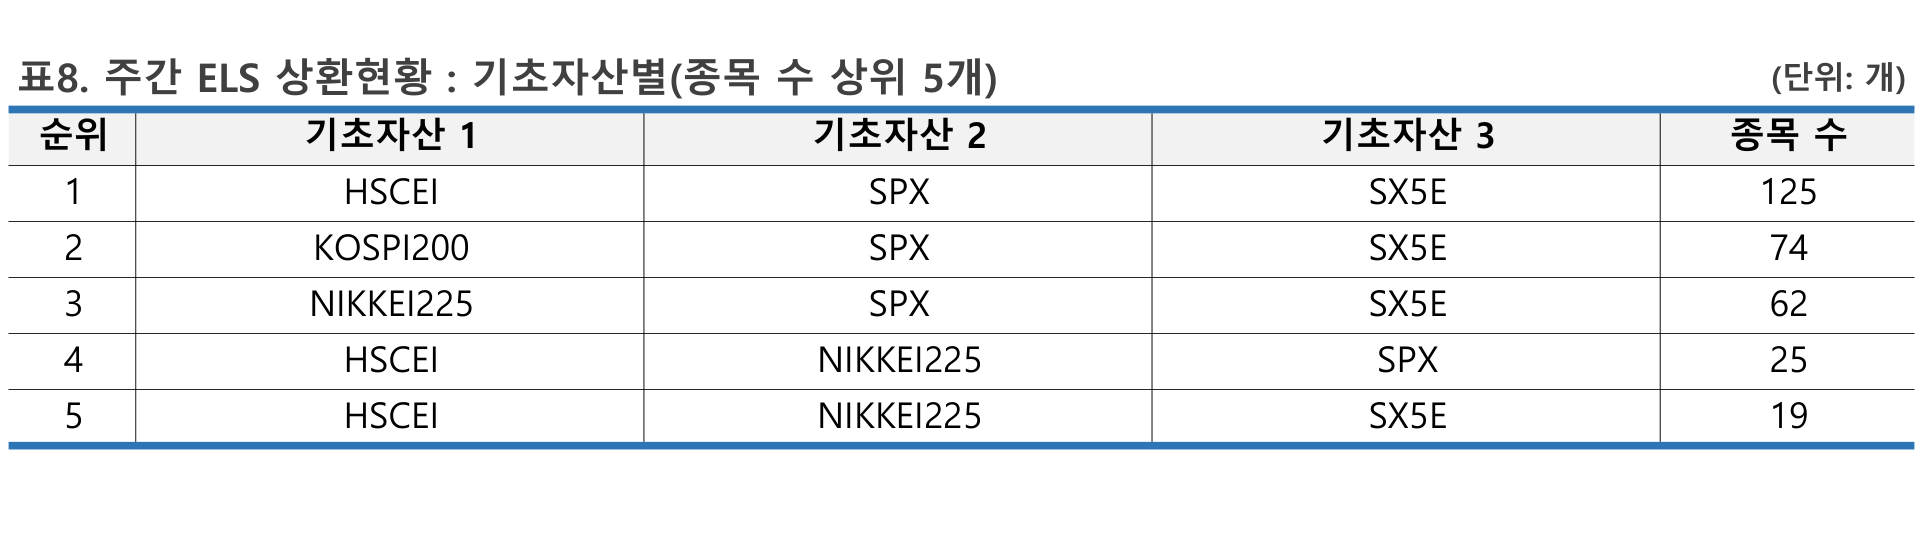 표8. 주간 ELS 상환현황 : 기초자산별(종목 수 상위 5개) (단위: 개)
순위 기초자산 1 기초자산 2 기초자산 3 종목 수
1 HSCEI SPX SX5E 125
2 KOSPI200 SPX SX5E 74
3 NIKKEI225 SPX SX5E 62
4 HSCEI NIKKEI225 SPX 25
5 HSCEI NIKKEI225 SX5E 19